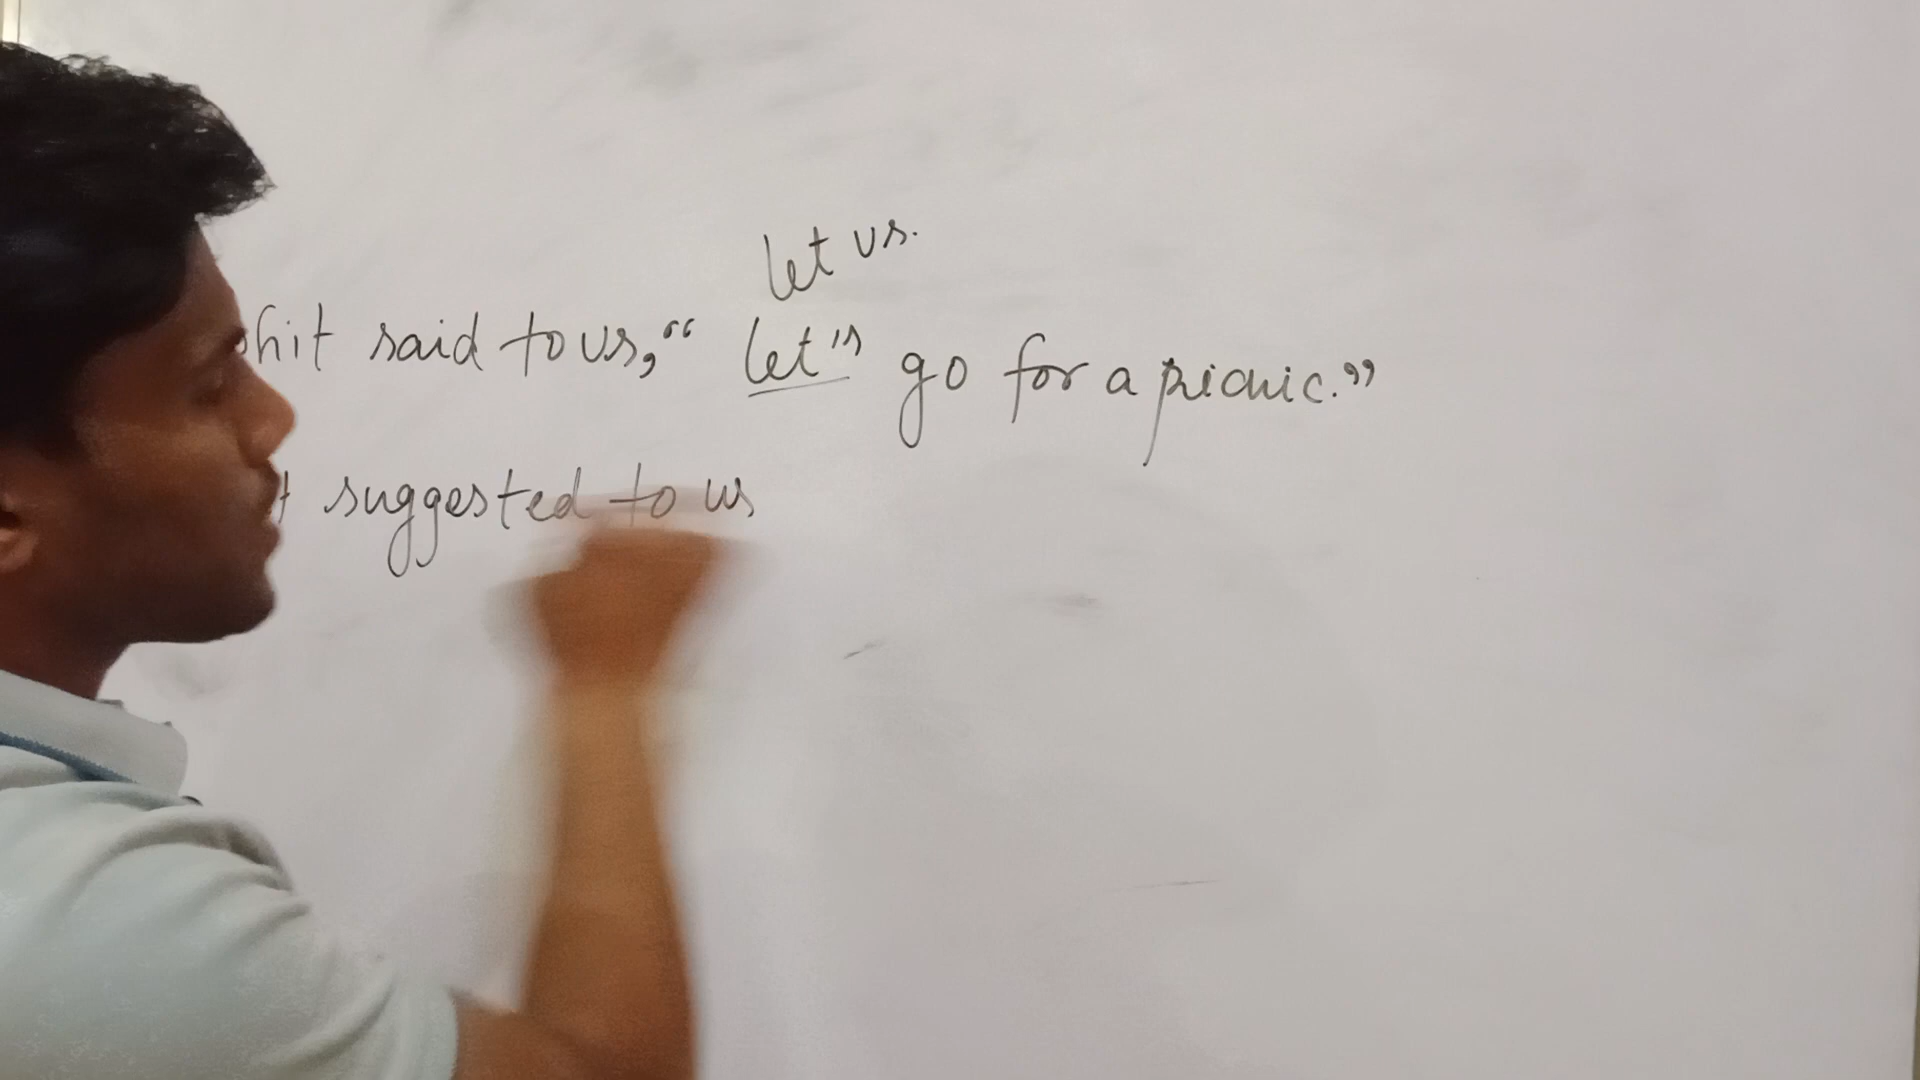 let us.
hit said to us, “ let's go for a picnic.”
t suggested to us